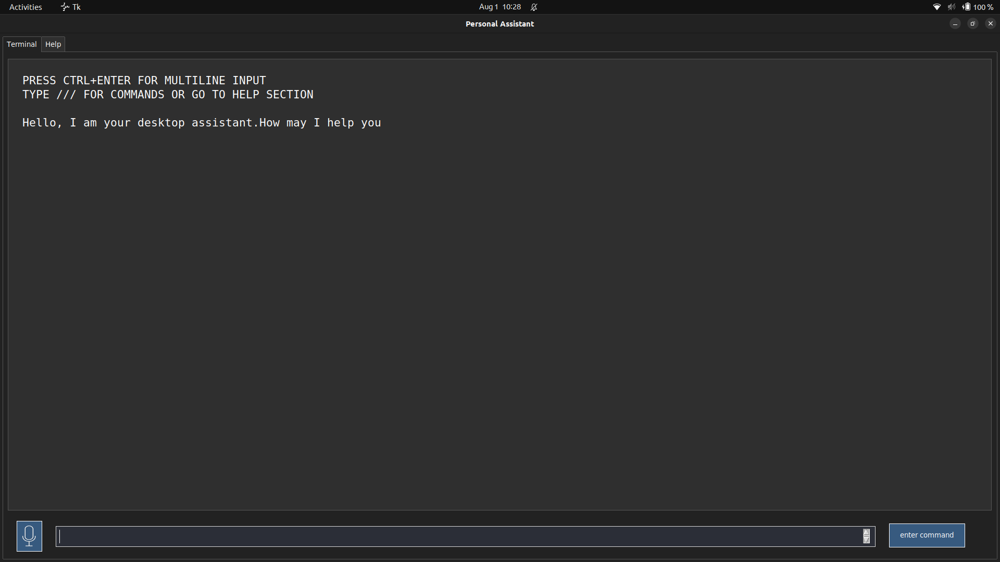 Activities Tk Aug 1 10:28 100 %
Personal Assistant
Terminal Help
PRESS CTRL+ENTER FOR MULTILINE INPUT
TYPE /// FOR COMMANDS OR GO TO HELP SECTION
Hello, I am your desktop assistant.How may I help you
enter command